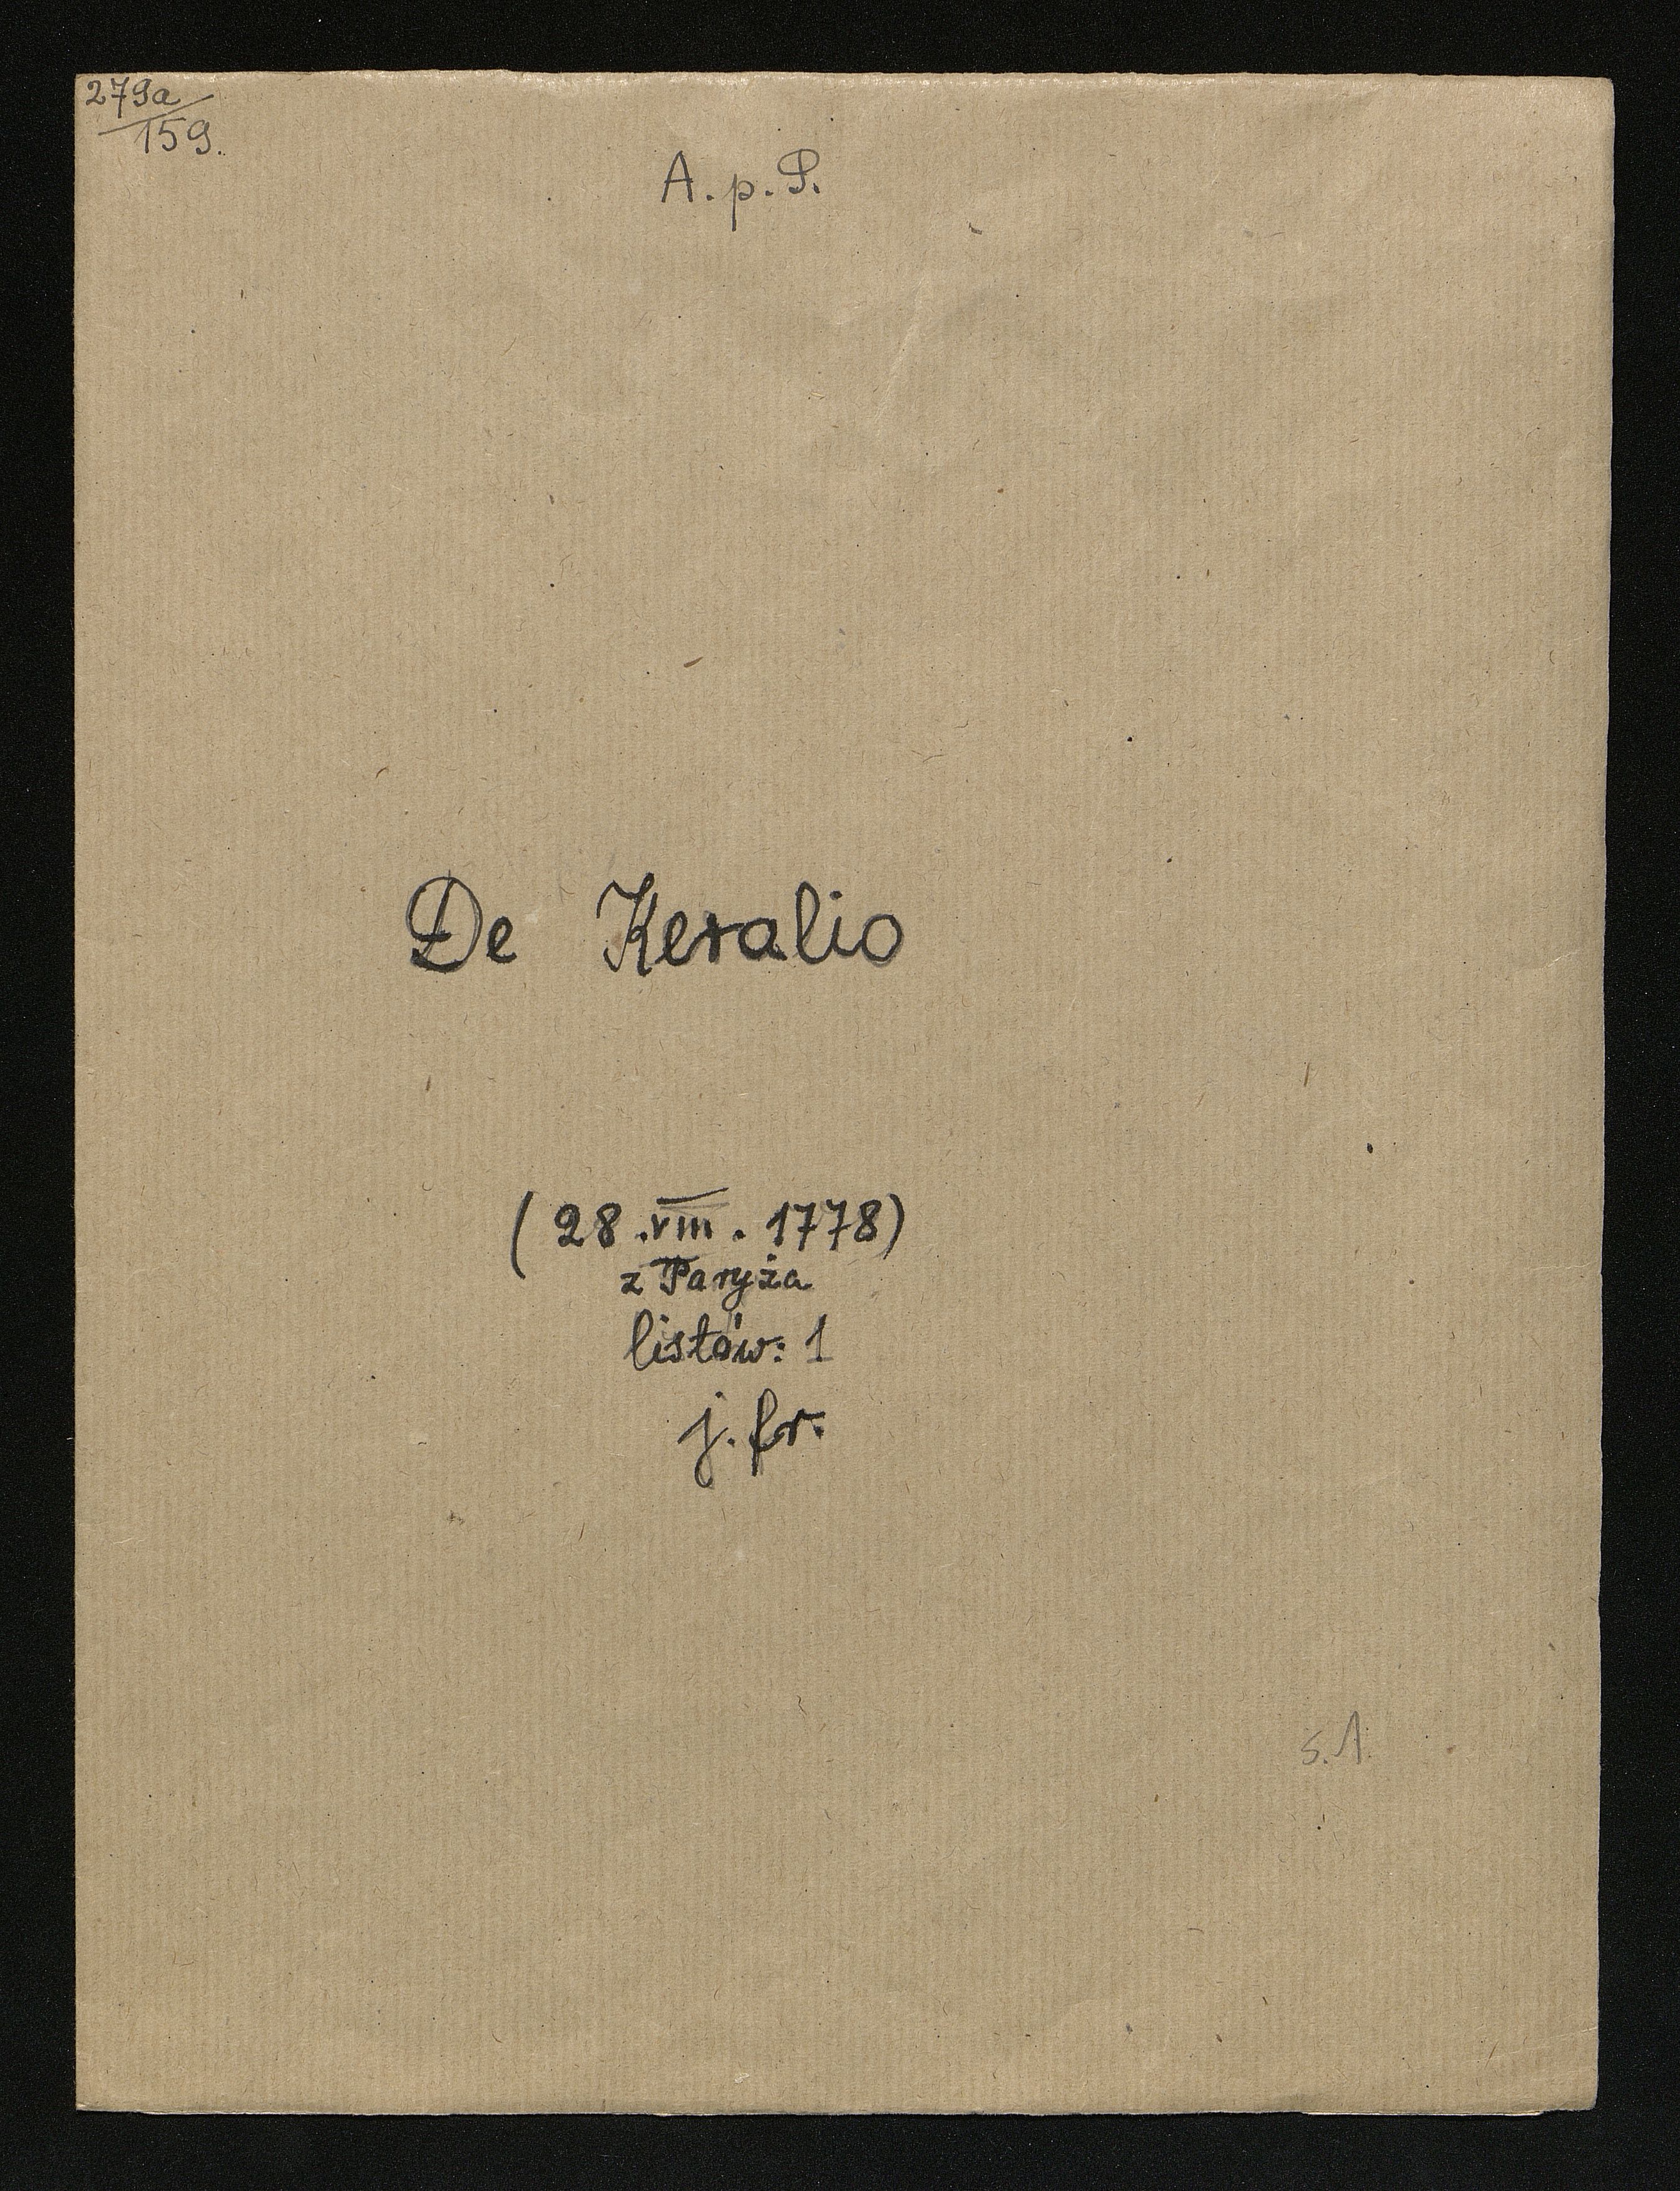 279a
159.
A. p. P.
De Keralio
(28. VIII. 1778)
z Paryża
listów: 1
j. fr.
s. 1.